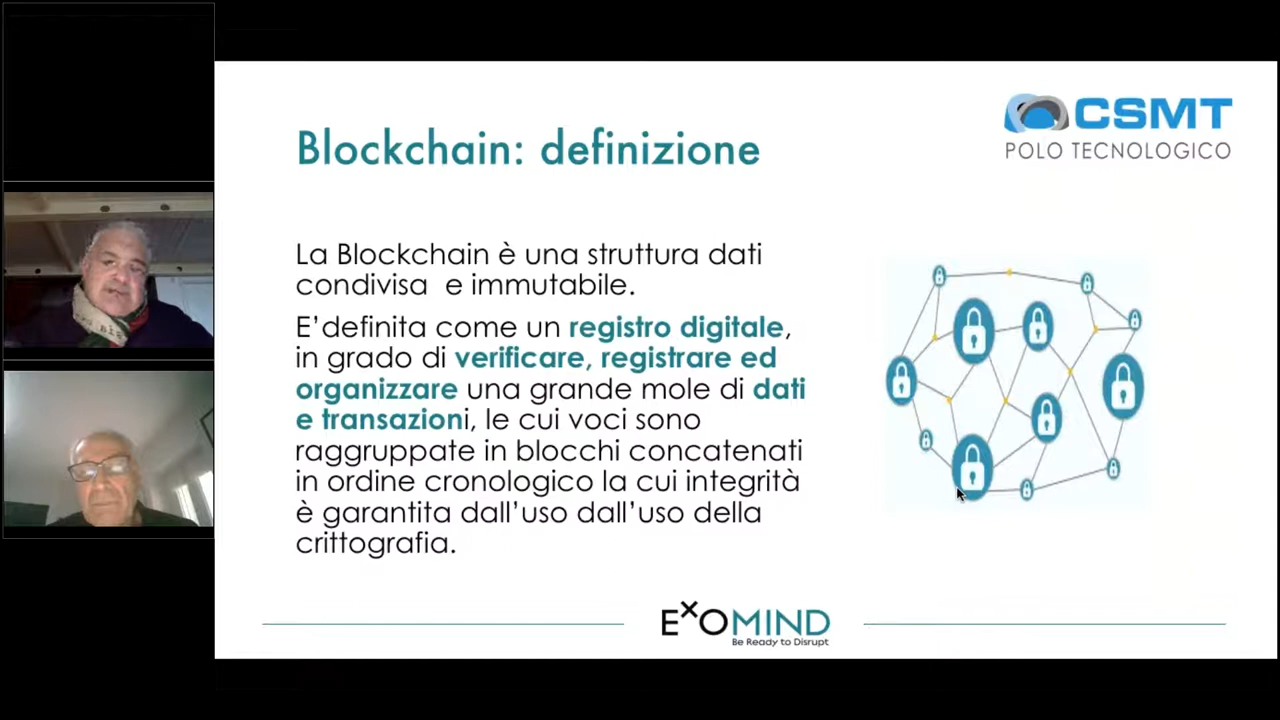 CSMT
POLO TECNOLOGICO
Blockchain: definizione
La Blockchain è una struttura dati
condivisa  e immutabile.
E’definita come un registro digitale,
in grado di verificare, registrare ed
organizzare una grande mole di dati
e transazioni, le cui voci sono
raggruppate in blocchi concatenati
in ordine cronologico la cui integrità
è garantita dall’uso dall’uso della
crittografia.
EXOMIND
Be Ready to Disrupt